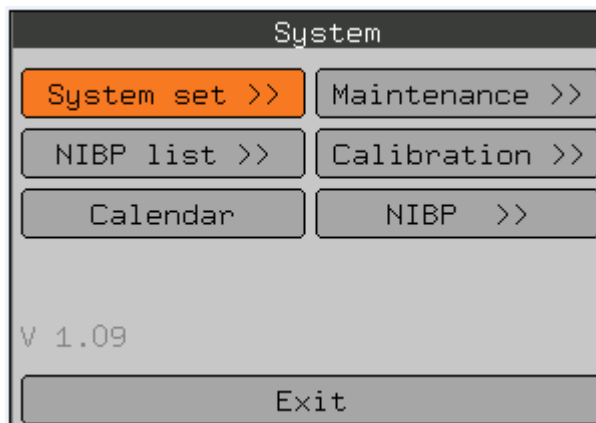 System
System set >> Maintenance >>
NIBP list >> Calibration >>
Calendar NIBP >>
V 1.09
Exit